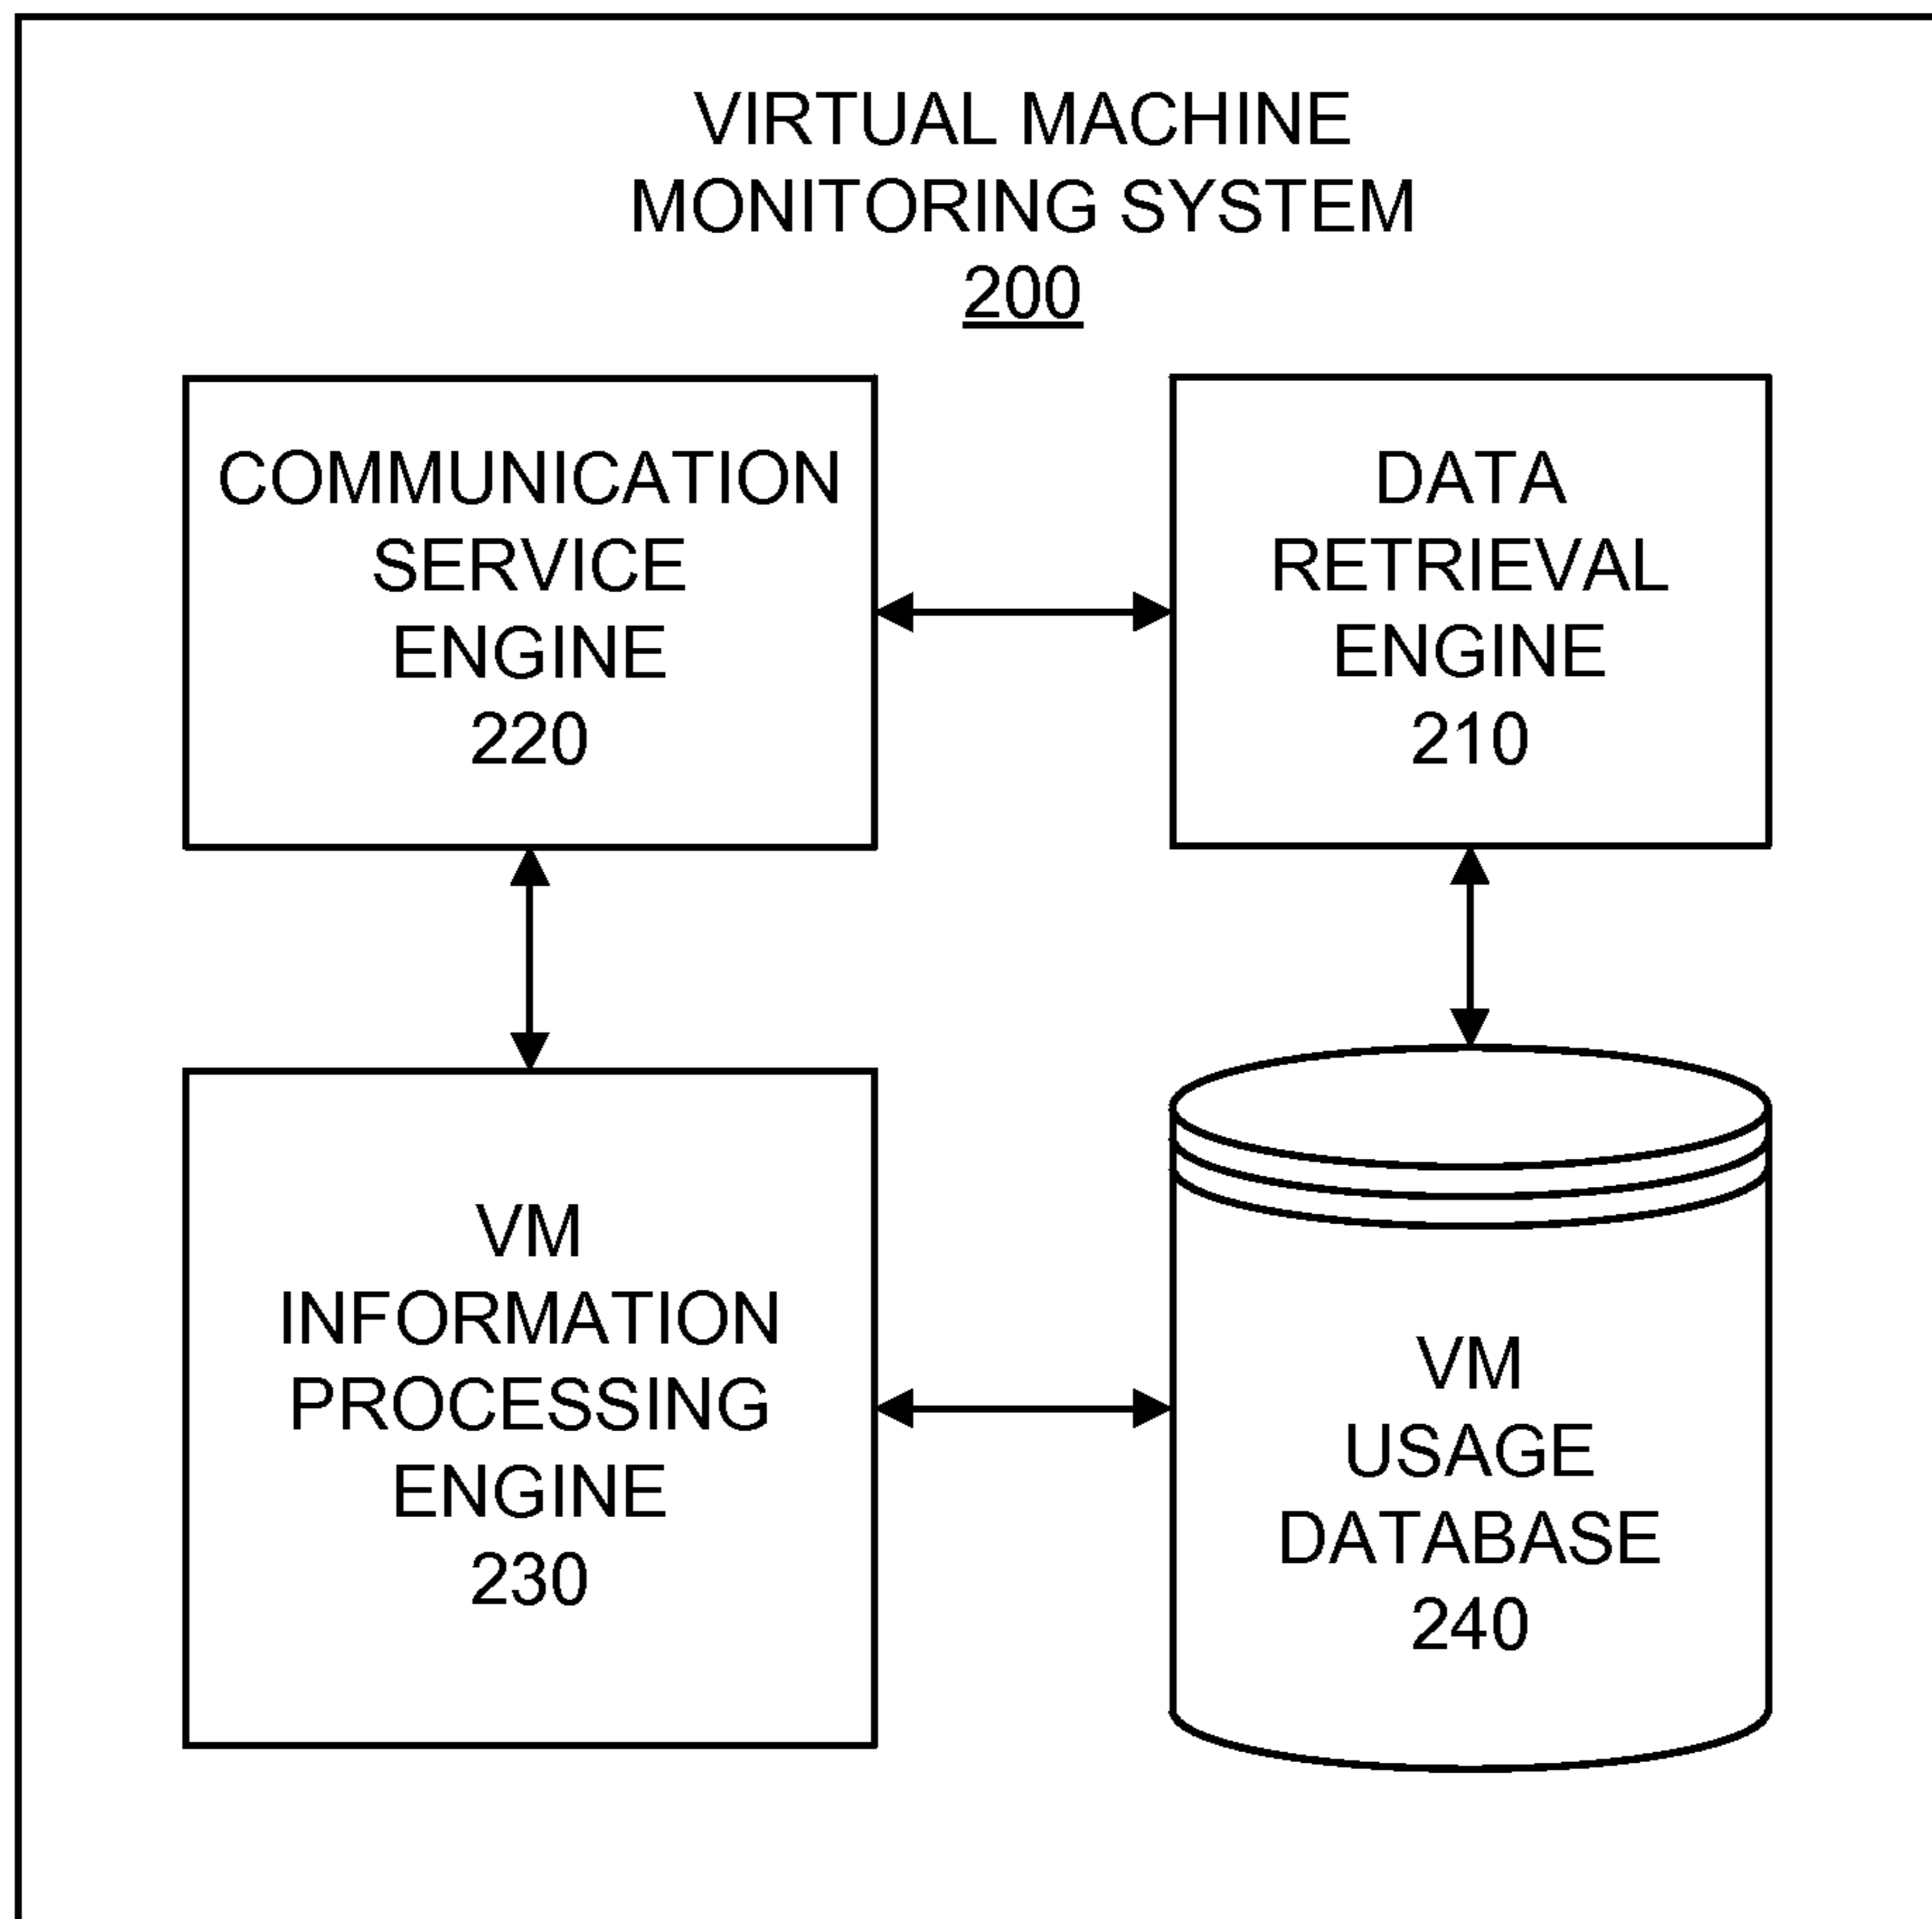 VIRTUAL MACHINE
MONITORING SYSTEM
200
COMMUNICATION
SERVICE
ENGINE
220
DATA
RETRIEVAL
ENGINE
210
VM
INFORMATION
PROCESSING
ENGINE
230
VM
USAGE
DATABASE
240